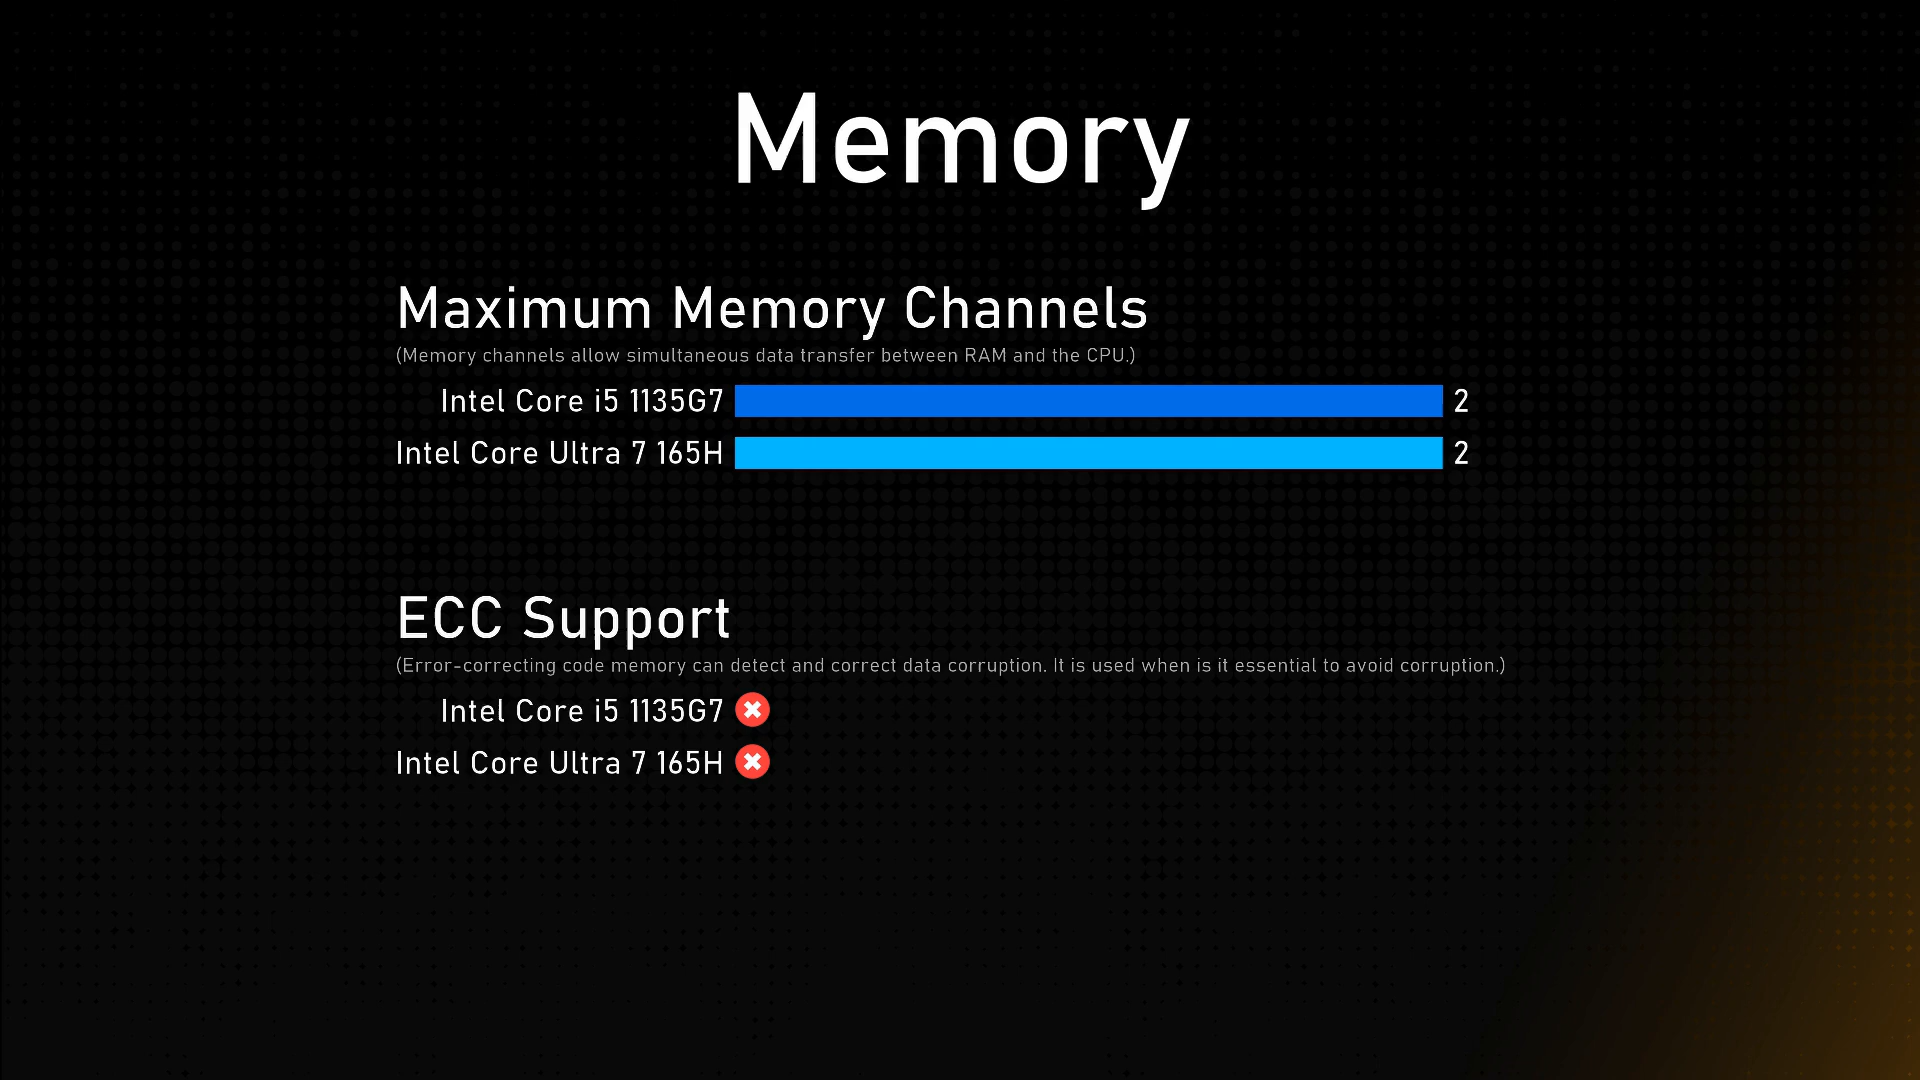 Memory
Maximum Memory Channels
(Memory channels allow simultaneous data transfer between RAM and the CPU.)
Intel Core i5 1135G7 2
Intel Core Ultra 7 165H 2
ECC Support
(Error-correcting code memory can detect and correct data corruption. It is used when is it essential to avoid corruption.)
Intel Core i5 1135G7
Intel Core Ultra 7 165H